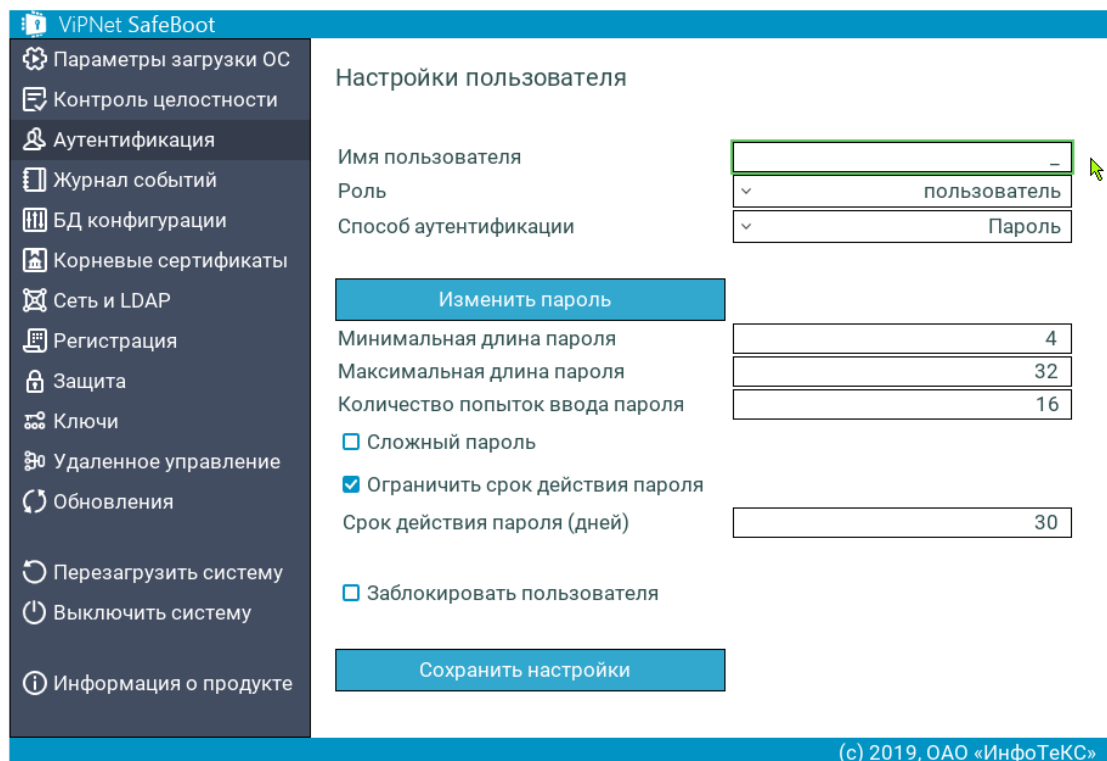 ViPNet SafeBoot
Параметры загрузки ОС
Контроль целостности
Аутентификация
Журнал событий
БД конфигурации
Корневые сертификаты
Сеть и LDAP
Регистрация
Защита
Ключи
Удаленное управление
Обновления
Перезагрузить систему
Выключить систему
Информация о продукте
Настройки пользователя
Имя пользователя _
Роль пользователь
Способ аутентификации Пароль
Изменить пароль
Минимальная длина пароля 4
Максимальная длина пароля 32
Количество попыток ввода пароля 16
Сложный пароль
Ограничить срок действия пароля
Срок действия пароля (дней) 30
Заблокировать пользователя
Сохранить настройки
(c) 2019, ОАО «ИнфоТеКС»